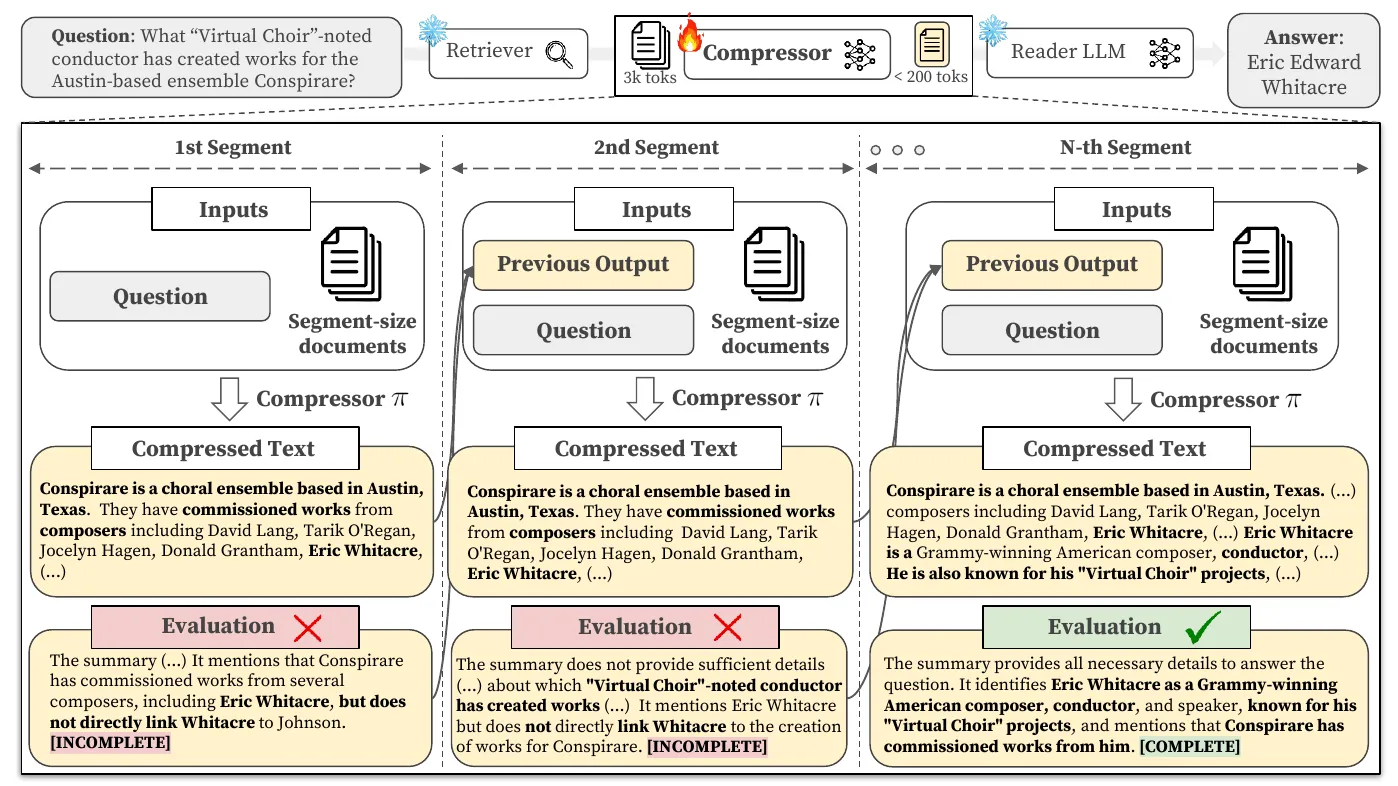 Question: What “Virtual Choir”-noted
conductor has created works for the
Austin-based ensemble Conspirare?
Retriever
3k toks
Compressor
< 200 toks
Reader LLM
Answer:
Eric Edward
Whitacre
1st Segment
Inputs
Question
Segment-size
documents
Compressor π
Compressed Text
Conspirare is a choral ensemble based in Austin,
Texas. They have commissioned works from
composers including David Lang, Tarik O'Regan,
Jocelyn Hagen, Donald Grantham, Eric Whitacre,
(...)
Evaluation
The summary (...) It mentions that Conspirare
has commissioned works from several
composers, including Eric Whitacre, but does
not directly link Whitacre to Johnson.
[INCOMPLETE]
2nd Segment
Inputs
Previous Output
Question
Segment-size
documents
Compressor π
Compressed Text
Conspirare is a choral ensemble based in
Austin, Texas. They have commissioned works
from composers including David Lang, Tarik
O'Regan, Jocelyn Hagen, Donald Grantham,
Eric Whitacre, (...)
Evaluation
The summary does not provide sufficient details
(...) about which "Virtual Choir"-noted conductor
has created works (...) It mentions Eric Whitacre
but does not directly link Whitacre to the creation
of works for Conspirare. [INCOMPLETE]
N-th Segment
Inputs
Previous Output
Question
Segment-size
documents
Compressor π
Compressed Text
Conspirare is a choral ensemble based in Austin, Texas. (...)
composers including David Lang, Tarik O'Regan, Jocelyn
Hagen, Donald Grantham, Eric Whitacre, (...) Eric Whitacre
is a Grammy-winning American composer, conductor, (...)
He is also known for his "Virtual Choir" projects, (...)
Evaluation
The summary provides all necessary details to answer the
question. It identifies Eric Whitacre as a Grammy-winning
American composer, conductor, and speaker, known for his
"Virtual Choir" projects, and mentions that Conspirare has
commissioned works from him. [COMPLETE]